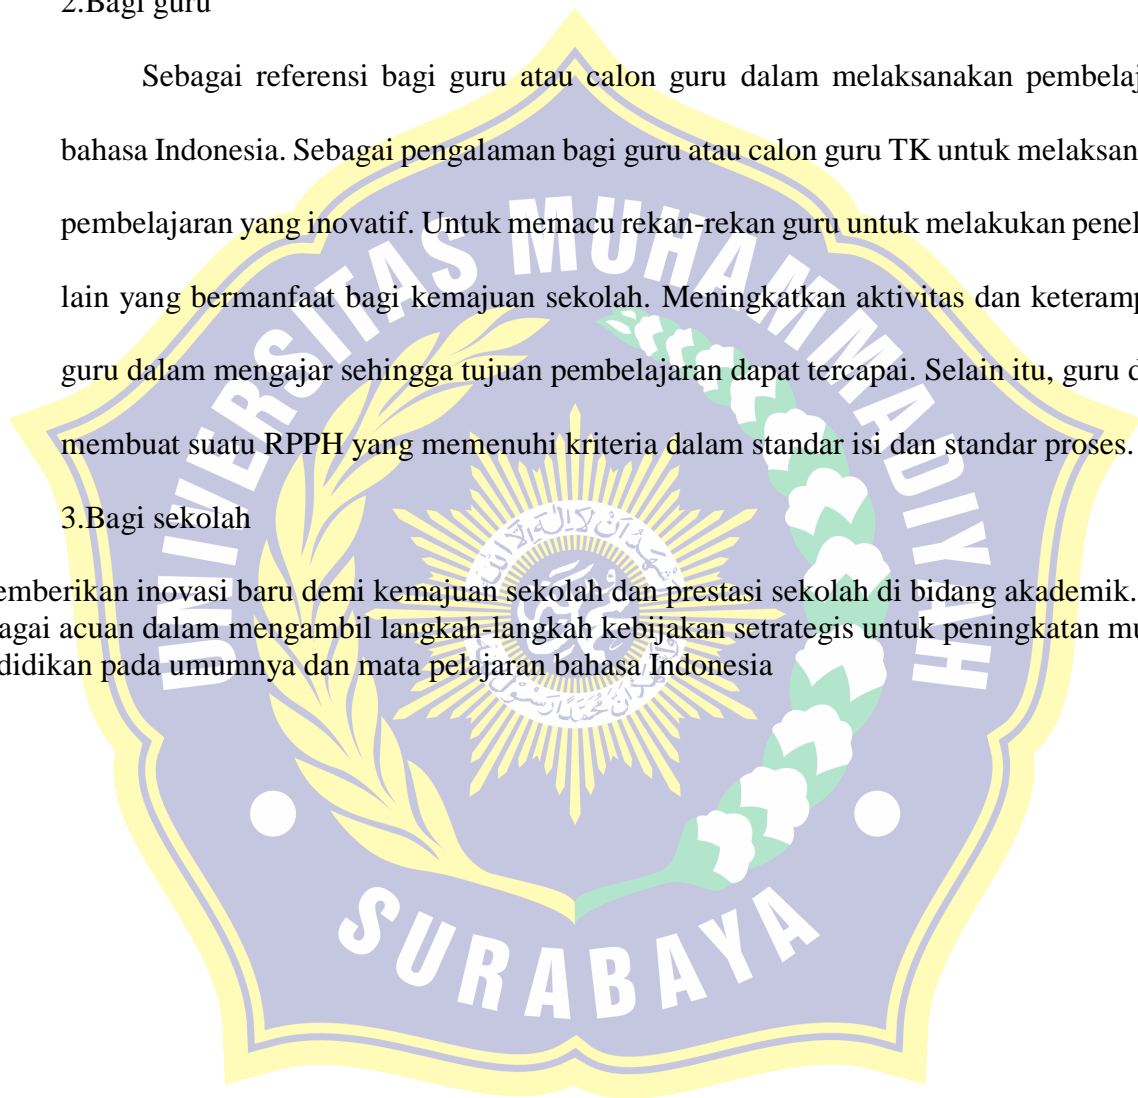 2.Bagi guru
Sebagai referensi bagi guru atau calon guru dalam melaksanakan pembelaj
bahasa Indonesia. Sebagai pengalaman bagi guru atau calon guru TK untuk melaksan
pembelajaran yang inovatif. Untuk memacu rekan-rekan guru untuk melakukan penel
lain yang bermanfaat bagi kemajuan sekolah. Meningkatkan aktivitas dan keteramp
guru dalam mengajar sehingga tujuan pembelajaran dapat tercapai. Selain itu, guru d
membuat suatu RPPH yang memenuhi kriteria dalam standar isi dan standar proses.
3.Bagi sekolah
emberikan inovasi baru demi kemajuan sekolah dan prestasi sekolah di bidang akademik.
agai acuan dalam mengambil langkah-langkah kebijakan setrategis untuk peningkatan mu
didikan pada umumnya dan mata pelajaran bahasa Indonesia
UNIVERSITAS MUHAMMADIYAH
SURABAYA